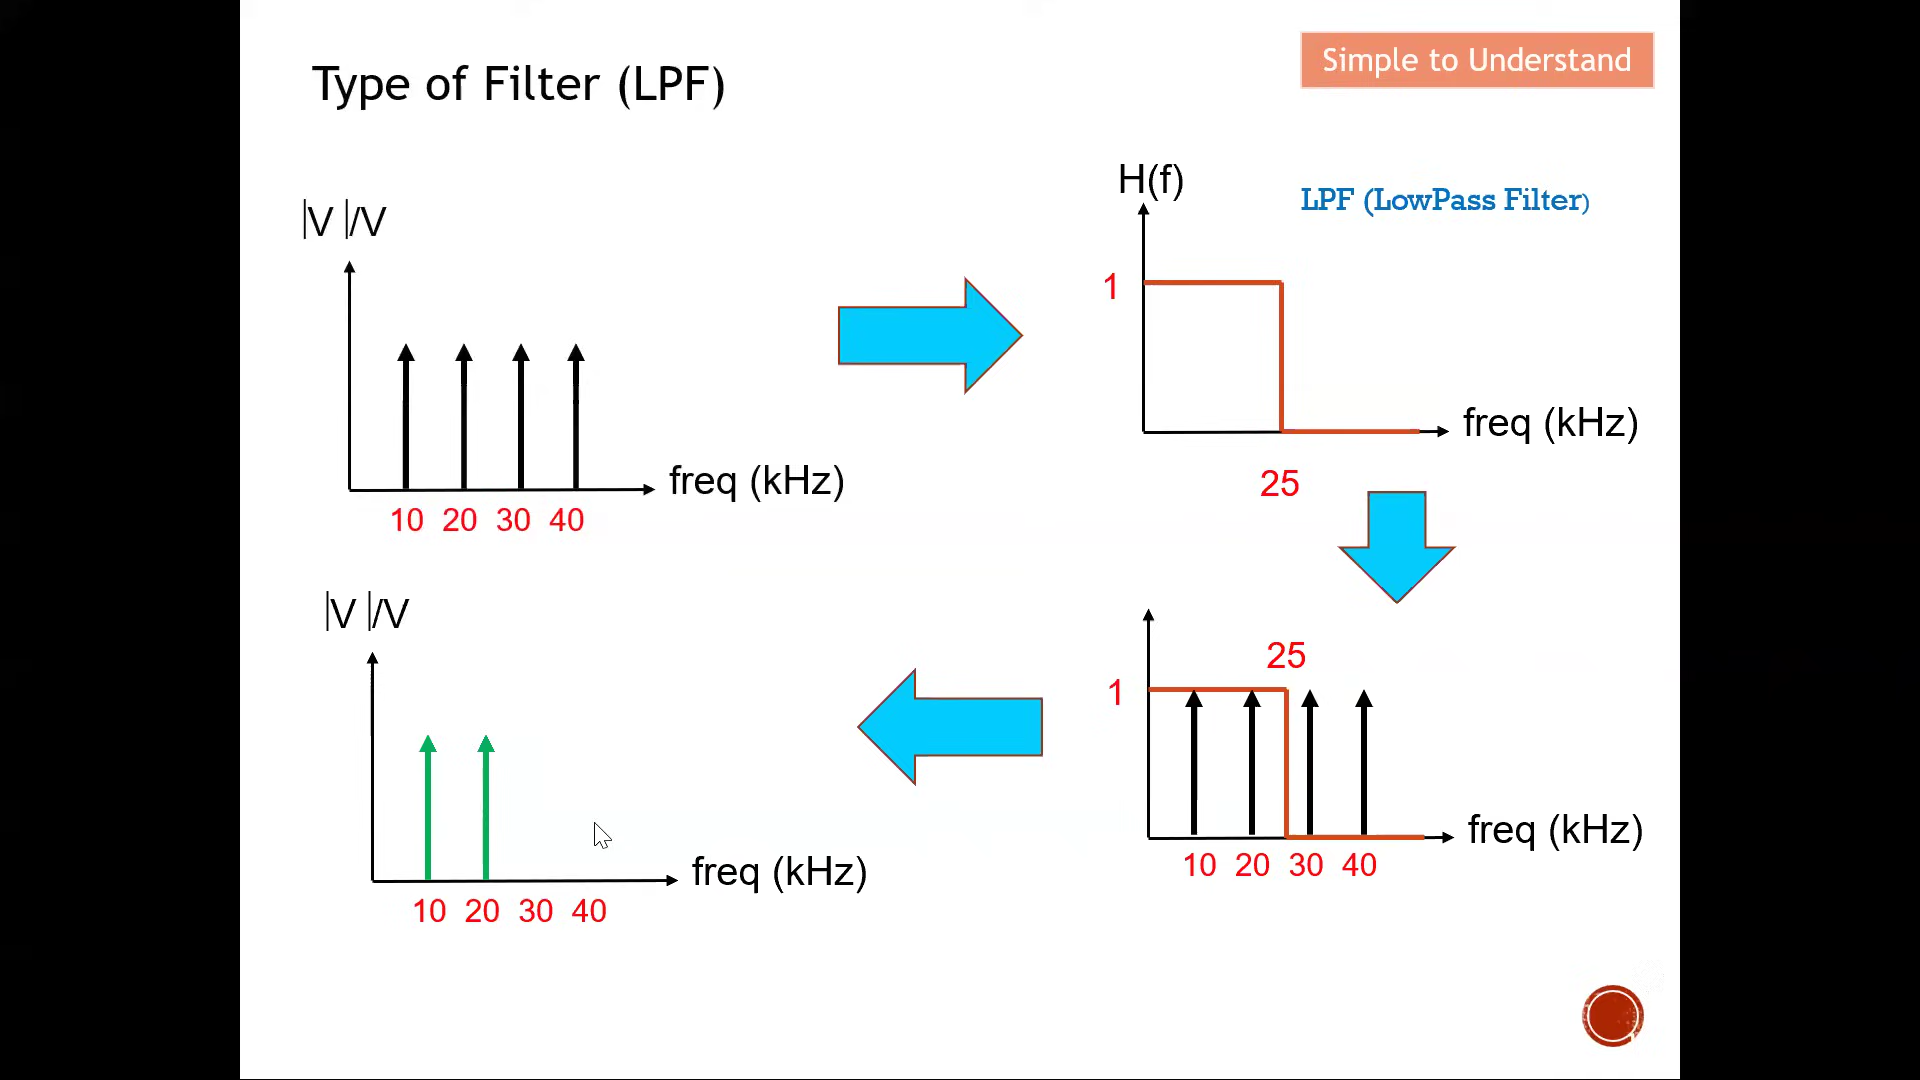 Simple to Understand
Type of Filter (LPF)
H(f)
LPF (LowPass Filter)
|V |/V
1
freq (kHz)
25
freq (kHz)
10 20 30 40
|V |/V
25
1
freq (kHz)
10 20 30 40
freq (kHz)
10 20 30 40